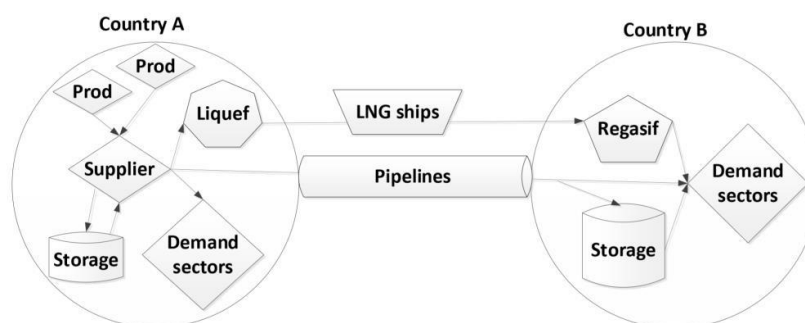 Country A
Country B
Prod
Prod
Liquef
LNG ships
Regasif
Supplier
Pipelines
Demand
sectors
Storage
Demand
sectors
Storage